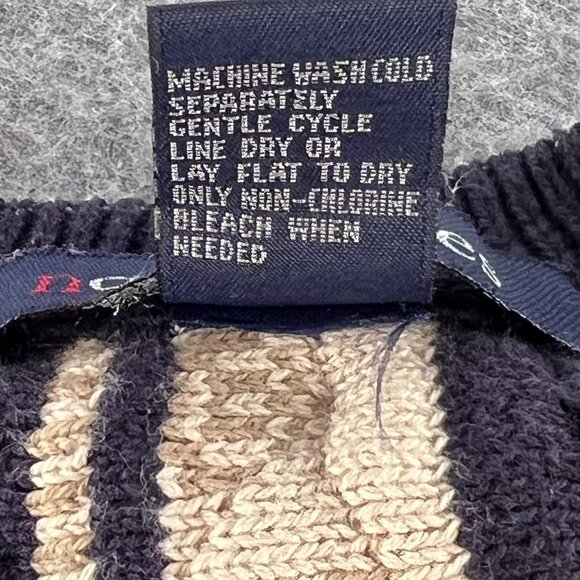 MACHINE WASH COLD
SEPARATELY
GENTLE CYCLE
LINE DRY OR
LAY FLAT TO DRY
ONLY NON-CHLORINE
BLEACH WHEN
NEEDED